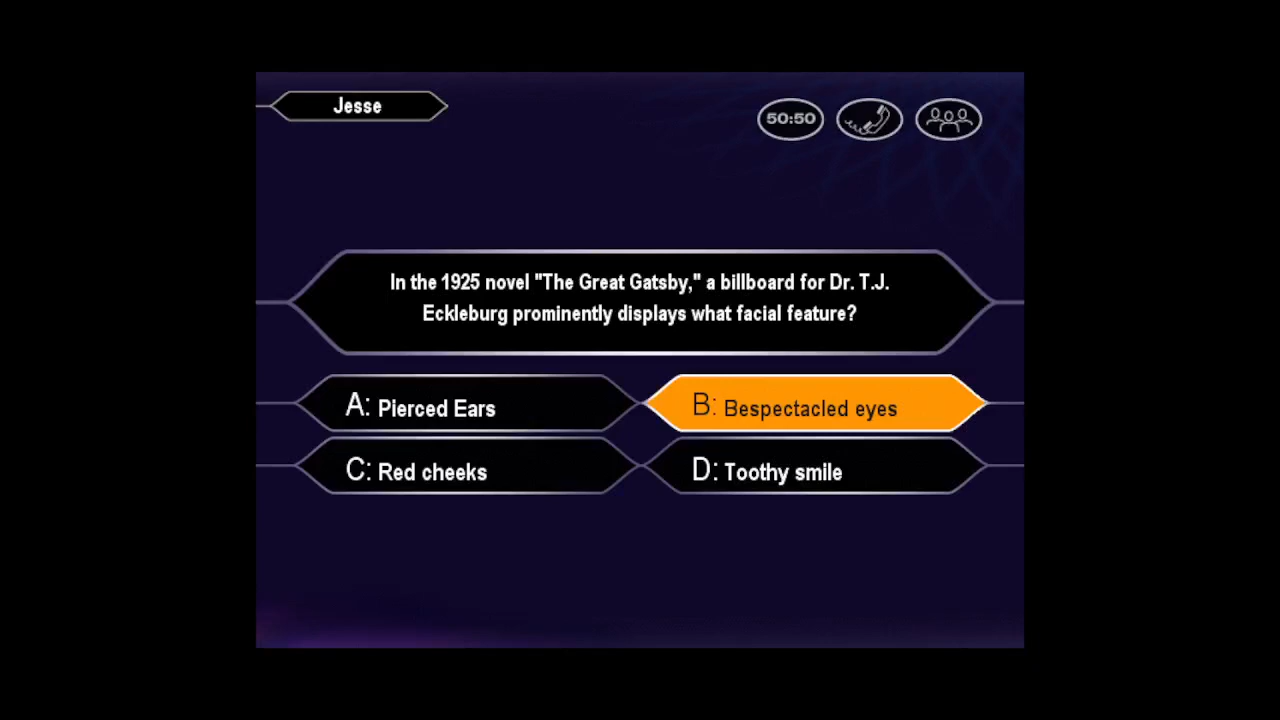 Jesse
50:50
In the 1925 novel "The Great Gatsby," a billboard for Dr. T.J.
Eckleburg prominently displays what facial feature?
A: Pierced Ears
B: Bespectacled eyes
C: Red cheeks
D: Toothy smile